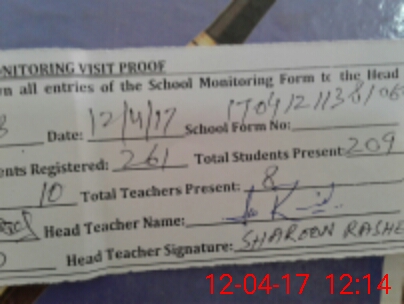 NITORING VISIT PROOF
n all entries of the School Monitoring Form to the Head
Date: 12/4/17 School Form No:
ents Registered: 261 Total Students Present: 209
10 Total Teachers Present: 8
Head Teacher Name:
Head Teacher Signature: SHAROON RASHE
12-04-17 12:14